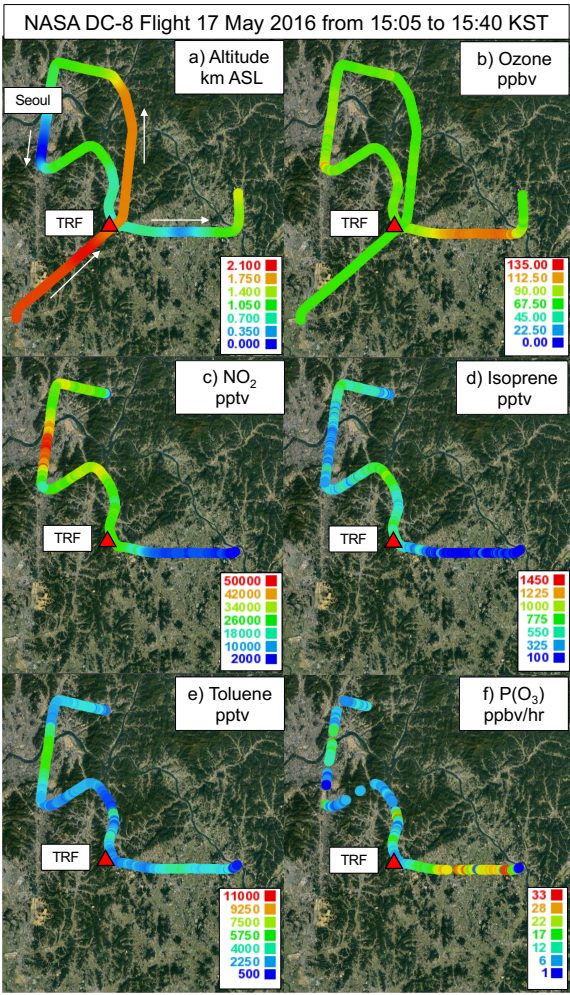 NASA DC-8 Flight 17 May 2016 from 15:05 to 15:40 KST
a) Altitude
km ASL
Seoul
TRF
2.100
1.750
1.400
1.050
0.700
0.350
0.000
b) Ozone
ppbv
TRF
135.00
112.50
90.00
67.50
45.00
22.50
0.00
c) NO₂
pptv
TRF
50000
42000
34000
26000
18000
10000
2000
d) Isoprene
pptv
TRF
1450
1225
1000
775
550
325
100
e) Toluene
pptv
TRF
11000
9250
7500
5750
4000
2250
500
f) P(O₃)
ppbv/hr
TRF
33
28
22
17
12
6
1